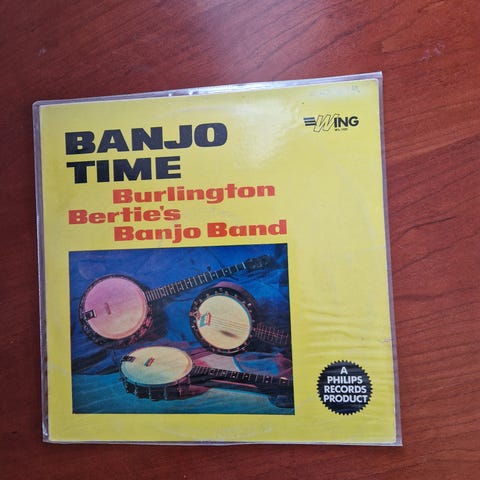 BANJO
TIME
Burlington
Bertie's
Banjo Band
WING
A
PHILIPS
RECORDS
PRODUCT